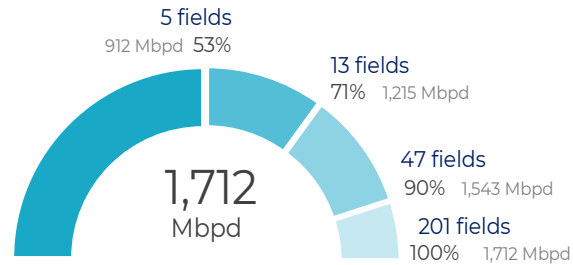 5 fields
912 Mbpd 53%
13 fields
71% 1,215 Mbpd
47 fields
90% 1,543 Mbpd
1,712
Mbpd
201 fields
100% 1,712 Mbpd